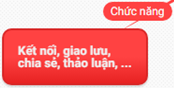 Chức năng
Kết nối, giao lưu,
chia sẻ, thảo luận, ...